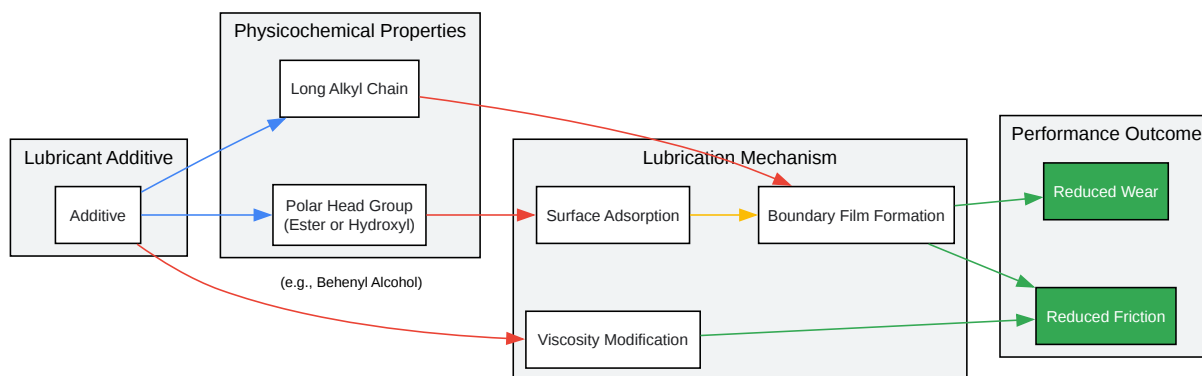 Physicochemical Properties
Long Alkyl Chain
Lubricant Additive
Additive
Polar Head Group
(Ester or Hydroxyl)
(e.g., Behenyl Alcohol)
Lubrication Mechanism
Surface Adsorption
Boundary Film Formation
Viscosity Modification
Performance Outcome
Reduced Wear
Reduced Friction